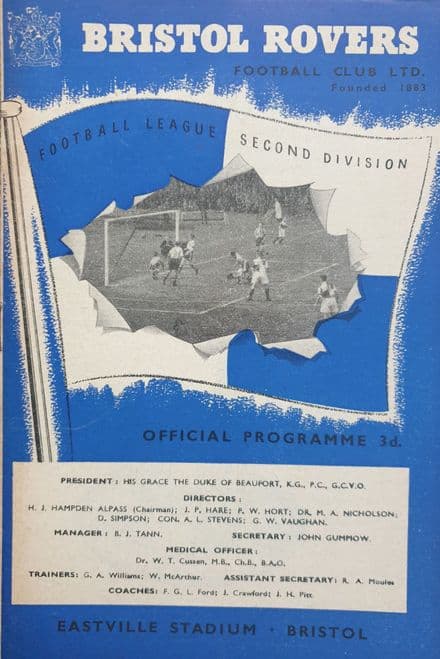 BRISTOL ROVERS
FOOTBALL CLUB LTD.
Founded 1883
FOOTBALL LEAGUE SECOND DIVISION
OFFICIAL PROGRAMME 3d.
PRESIDENT : HIS GRACE THE DUKE OF BEAUFORT, K.G., P.C., G.C.V.O.
DIRECTORS :
H. J. HAMPDEN ALPASS (Chairman); J. P. HARE; P. W. HORT; DR. M. A. NICHOLSON;
D. SIMPSON; CON. A. L. STEVENS; G. W. VAUGHAN.
MANAGER : B. J. TANN. SECRETARY : JOHN GUMMOW.
MEDICAL OFFICER :
Dr. W. T. Cussen, M.B., Ch.B., B.A.O.
TRAINERS: G. A. Williams; W. McArthur. ASSISTANT SECRETARY: R. A. Moules
COACHES: F. G. L. Ford; J. Crawford; J. H. Pitt.
EASTVILLE STADIUM · BRISTOL